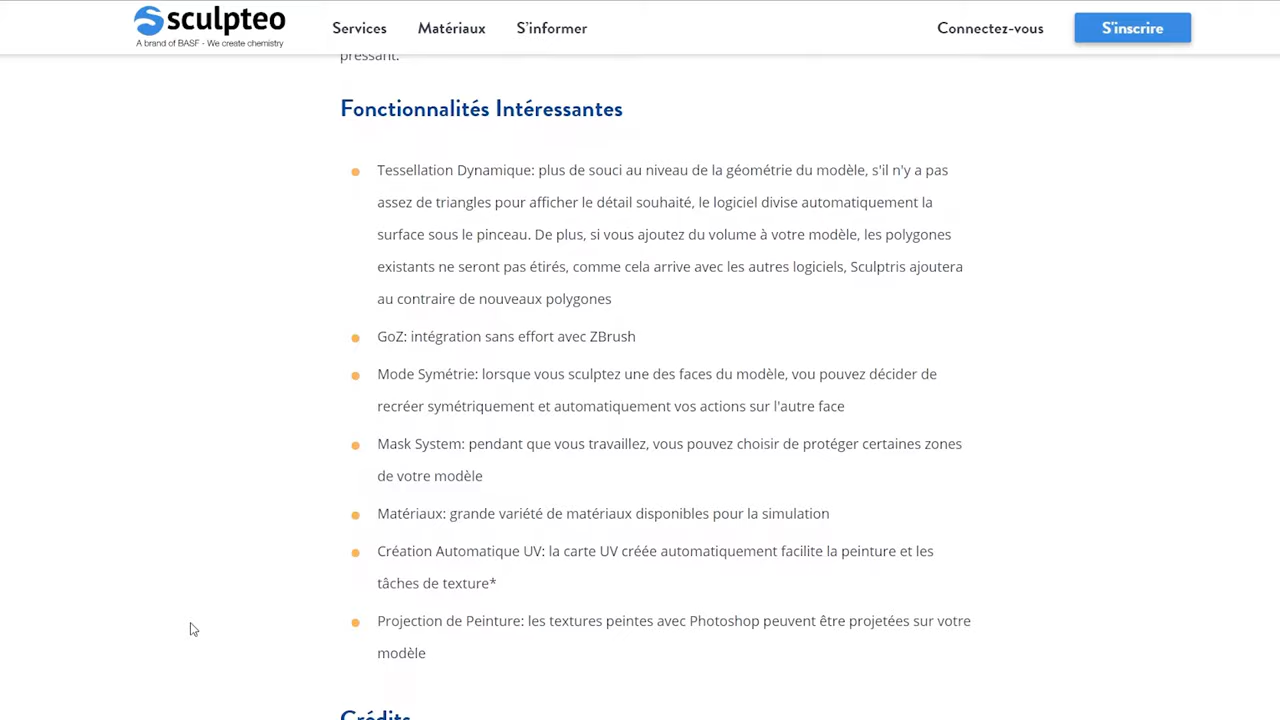 sculpteo
A brand of BASF - We create chemistry
Services
Matériaux
S'informer
Connectez-vous
S'inscrire
pressant.
Fonctionnalités Intéressantes
Tessellation Dynamique: plus de souci au niveau de la géométrie du modèle, s'il n'y a pas
assez de triangles pour afficher le détail souhaité, le logiciel divise automatiquement la
surface sous le pinceau. De plus, si vous ajoutez du volume à votre modèle, les polygones
existants ne seront pas étirés, comme cela arrive avec les autres logiciels, Sculptris ajoutera
au contraire de nouveaux polygones
GoZ: intégration sans effort avec ZBrush
Mode Symétrie: lorsque vous sculptez une des faces du modèle, vou pouvez décider de
recréer symétriquement et automatiquement vos actions sur l'autre face
Mask System: pendant que vous travaillez, vous pouvez choisir de protéger certaines zones
de votre modèle
Matériaux: grande variété de matériaux disponibles pour la simulation
Création Automatique UV: la carte UV créée automatiquement facilite la peinture et les
tâches de texture*
Projection de Peinture: les textures peintes avec Photoshop peuvent être projetées sur votre
modèle
Crédits